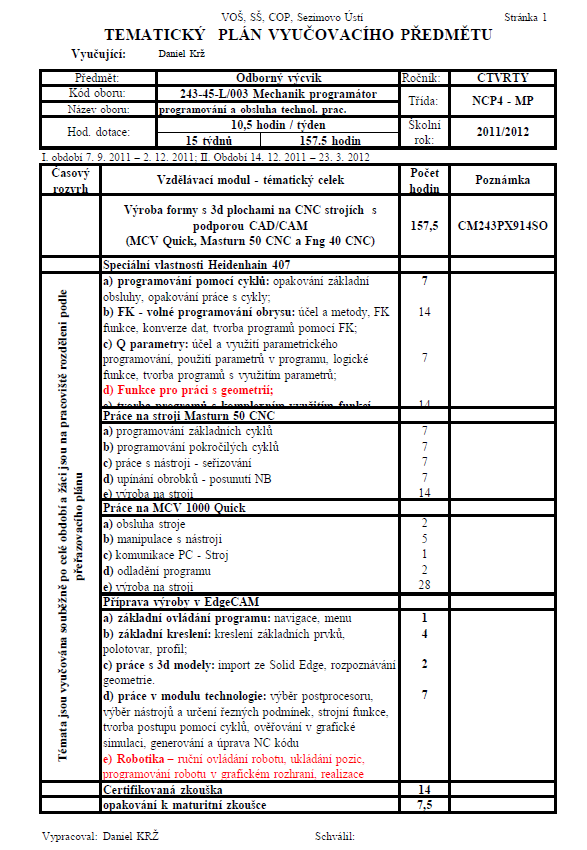 VOŠ, SŠ, COP, Sezimovo Ústí Stránka 1
TEMATICKÝ PLÁN VYUČOVACÍHO PŘEDMĚTU
Vyučující: Daniel Krž
Předmět: Odborný výcvik Ročník: CTVRTY
Kód oboru: 243-45-L/003 Mechanik programátor Třída: NCP4 - MP
Název oboru: programování a obsluha technol. prac.
Hod. dotace: 10,5 hodin / týden Školní rok: 2011/2012
15 týdnů 157.5 hodin
I. období 7. 9. 2011 – 2. 12. 2011; II. Období 14. 12. 2011 – 23. 3. 2012
Časový rozvrh Vzdělávací modul - tématický celek Počet hodin Poznámka
Výroba formy s 3d plochami na CNC strojích s
podporou CAD/CAM 157,5 CM243PX914SO
(MCV Quick, Masturn 50 CNC a Fng 40 CNC)
Témata jsou vyučována souběžně po celé období a žáci jsou na pracoviště rozděleni podle
přeřazovacího plánu
Speciální vlastnosti Heidenhain 407
a) programování pomocí cyklů: opakování základní 7
obsluhy, opakování práce s cykly;
b) FK - volné programování obrysu: účel a metody, FK 14
funkce, konverze dat, tvorba programů pomocí FK;
c) Q parametry: účel a využití parametrického
programování, použití parametrů v programu, logické 7
funkce, tvorba programů s využitím parametrů;
d) Funkce pro práci s geometrií;
e) tvorba programů s komplexním využitím funkcí 14
Práce na stroji Masturn 50 CNC
a) programování základních cyklů 7
b) programování pokročilých cyklů 7
c) práce s nástroji - seřizování 7
d) upínání obrobků - posunutí NB 7
e) výroba na stroji 14
Práce na MCV 1000 Quick
a) obsluha stroje 2
b) manipulace s nástroji 5
c) komunikace PC - Stroj 1
d) odladění programu 2
e) výroba na stroji 28
Příprava výroby v EdgeCAM
a) základní ovládání programu: navigace, menu 1
b) základní kreslení: kreslení základních prvků, 4
polotovar, profil;
c) práce s 3d modely: import ze Solid Edge, rozpoznávání 2
geometrie.
d) práce v modulu technologie: výběr postprocesoru, 7
výběr nástrojů a určení řezných podmínek, strojní funkce,
tvorba postupu pomocí cyklů, ověřování v grafické
simulaci, generování a úprava NC kódu
e) Robotika – ruční ovládání robotu, ukládání pozic,
programování robotu v grafickém rozhraní, realizace
Certifikovaná zkouška 14
opakování k maturitní zkoušce 7,5
Vypracoval: Daniel KRŽ Schválil: